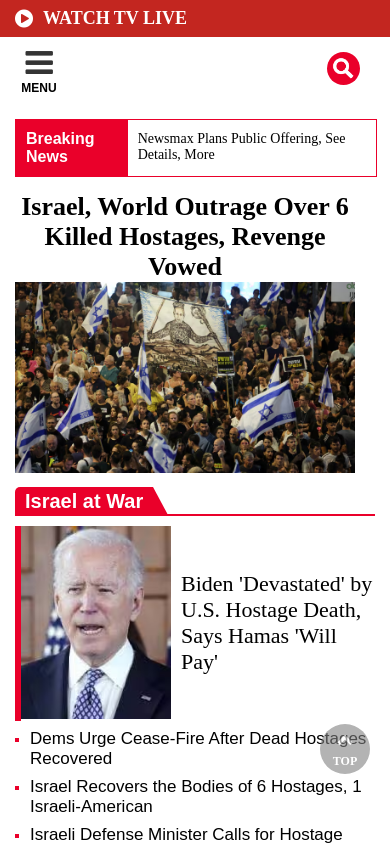 WATCH TV LIVE
MENU
Breaking
News
Newsmax Plans Public Offering, See
Details, More
Israel, World Outrage Over 6
Killed Hostages, Revenge
Vowed
Israel at War
Biden 'Devastated' by
U.S. Hostage Death,
Says Hamas 'Will
Pay'
Dems Urge Cease-Fire After Dead Hostages
Recovered
TOP
Israel Recovers the Bodies of 6 Hostages, 1
Israeli-American
Israeli Defense Minister Calls for Hostage